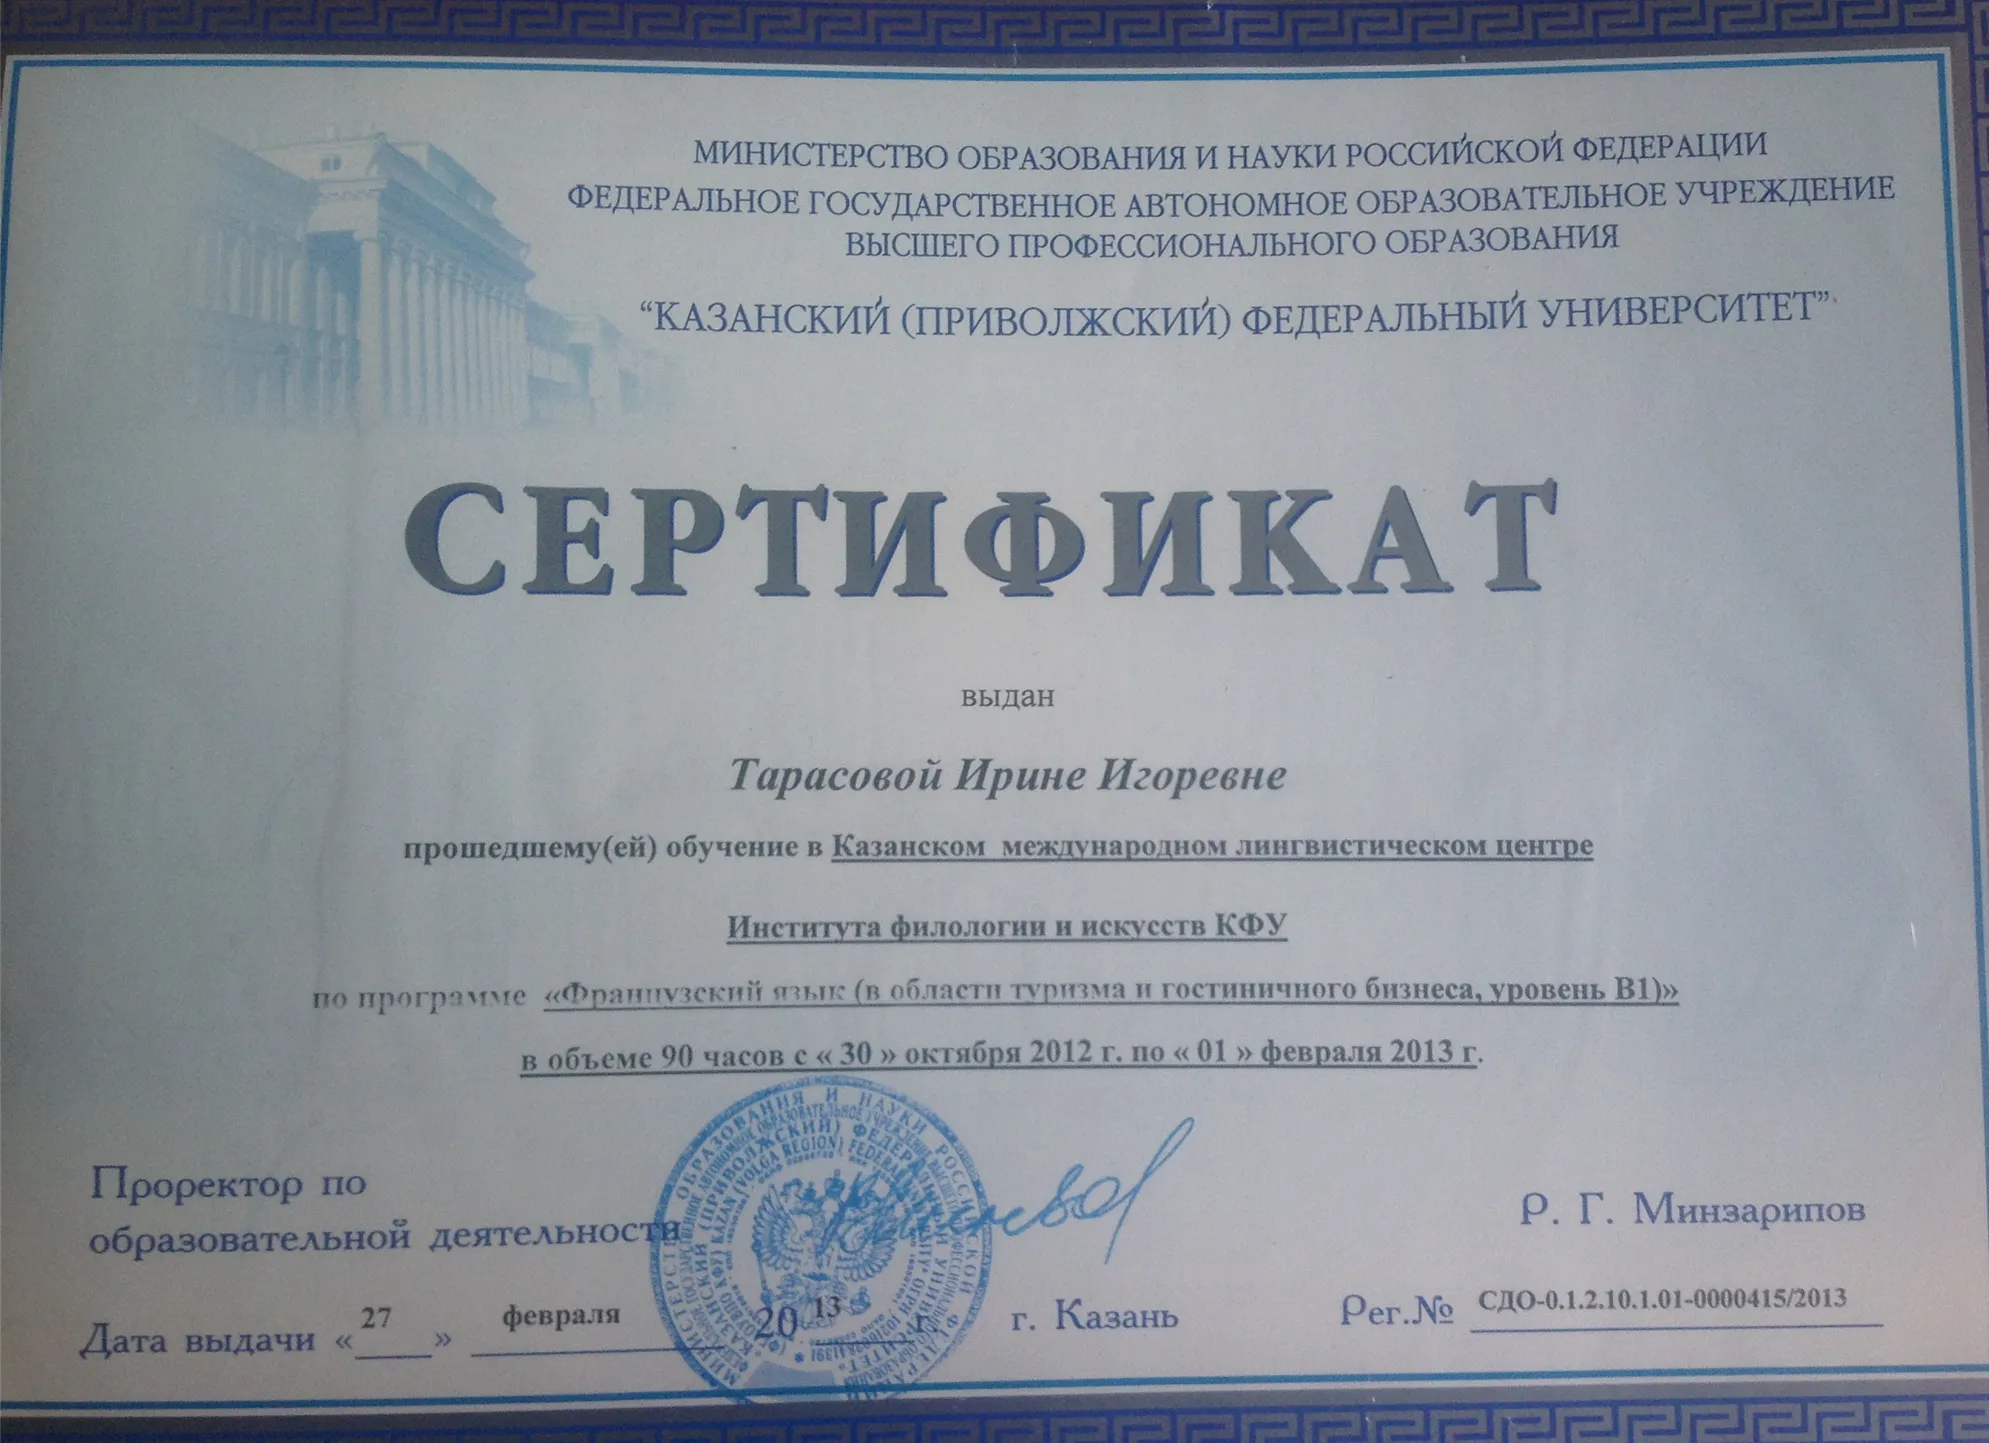 МИНИСТЕРСТВО ОБРАЗОВАНИЯ И НАУКИ РОССИЙСКОЙ ФЕДЕРАЦИИ
ФЕДЕРАЛЬНОЕ ГОСУДАРСТВЕННОЕ АВТОНОМНОЕ ОБРАЗОВАТЕЛЬНОЕ УЧРЕЖДЕНИЕ
ВЫСШЕГО ПРОФЕССИОНАЛЬНОГО ОБРАЗОВАНИЯ
“КАЗАНСКИЙ (ПРИВОЛЖСКИЙ) ФЕДЕРАЛЬНЫЙ УНИВЕРСИТЕТ”
СЕРТИФИКАТ
выдан
Тарасовой Ирине Игоревне
прошедшему(ей) обучение в Казанском международном лингвистическом центре
Института филологии и искусств КФУ
по программе «Французский язык (в области туризма и гостиничного бизнеса, уровень В1)»
в объеме 90 часов с « 30 » октября 2012 г. по « 01 » февраля 2013 г.
Проректор по
образовательной деятельности
Р. Г. Минзарипов
Дата выдачи « 27 » февраля 20 13 г.
г. Казань
Рег.№ СДО-0.1.2.10.1.01-0000415/2013